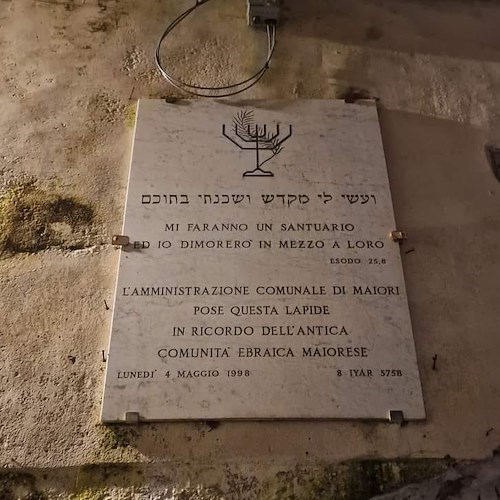 ועשי לי מקדש ושכנתי בתוכם
MI FARANNO UN SANTUARIO
ED IO DIMORERO' IN MEZZO A LORO
ESODO 25,8
L'AMMINISTRAZIONE COMUNALE DI MAIORI
POSE QUESTA LAPIDE
IN RICORDO DELL'ANTICA
COMUNITA' EBRAICA MAIORESE
LUNEDI' 4 MAGGIO 1998 8 IYAR 5758